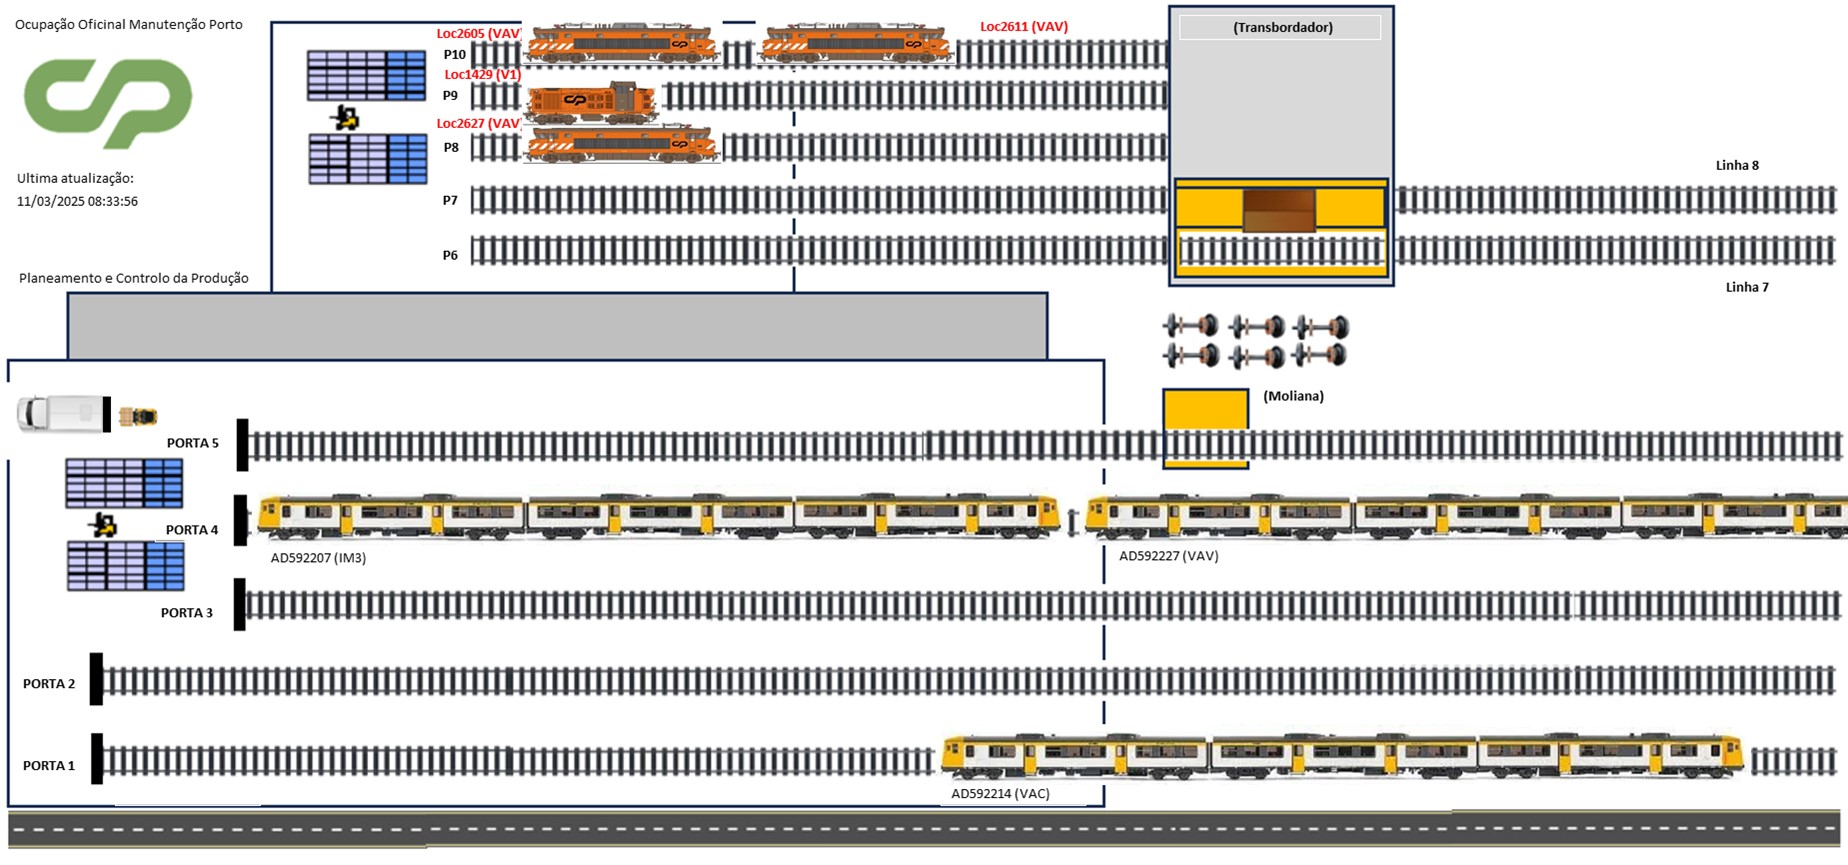 Ocupação Oficinal Manutenção Porto
CP
Ultima atualização:
11/03/2025 08:33:56
Planeamento e Controlo da Produção
Loc2605 (VAV)
Loc2611 (VAV)
P10
Loc1429 (V1)
P9
Loc2627 (VAV)
P8
P7
P6
(Transbordador)
Linha 8
Linha 7
(Moliana)
PORTA 5
PORTA 4
AD592207 (IM3)
AD592227 (VAV)
PORTA 3
PORTA 2
PORTA 1
AD592214 (VAC)